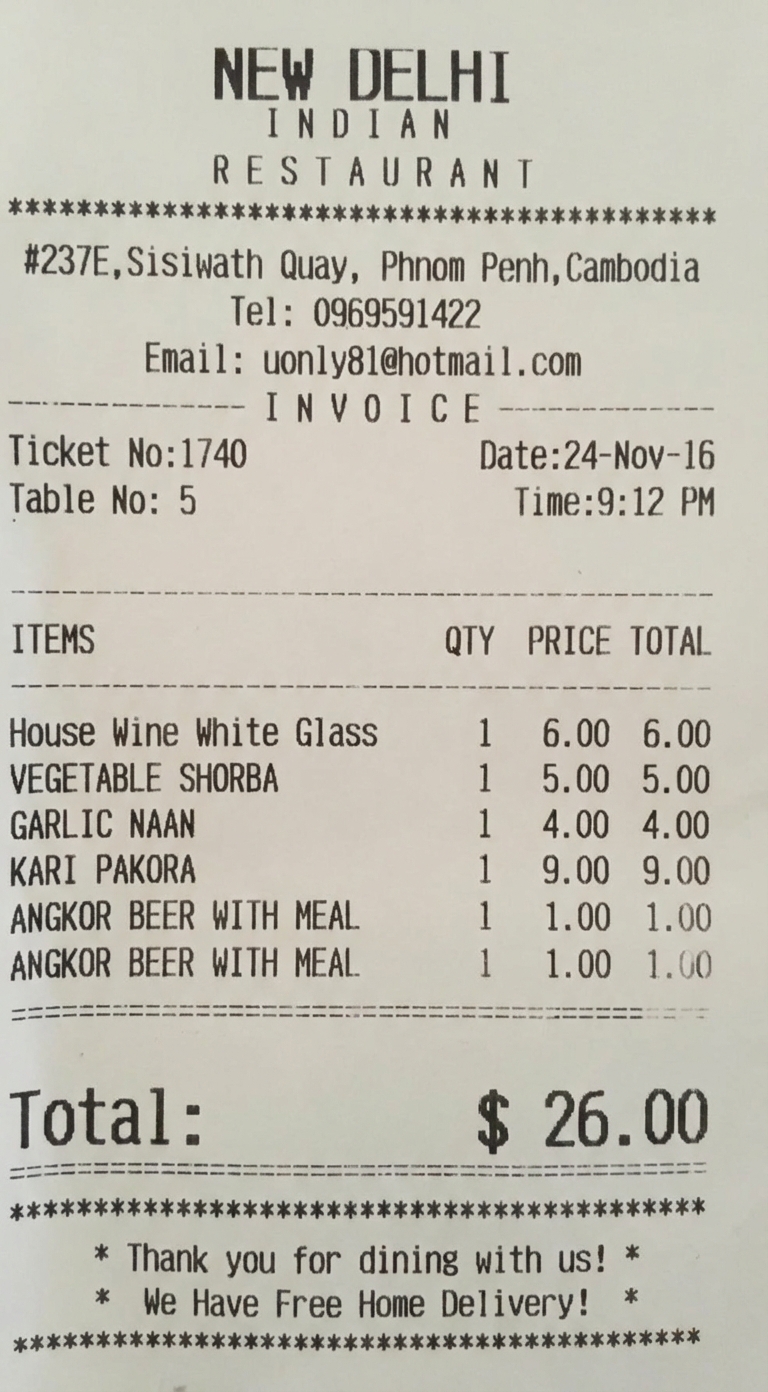 NEW DELHI
INDIAN
RESTAURANT
******************************************
#237E,Sisiwath Quay, Phnom Penh,Cambodia
Tel: 0969591422
Email: uonly81@hotmail.com
-------------- INVOICE -------------
Ticket No:1740 Date:24-Nov-16
Table No: 5 Time:9:12 PM
------------------------------------------
ITEMS QTY PRICE TOTAL
------------------------------------------
House Wine White Glass 1 6.00 6.00
VEGETABLE SHORBA 1 5.00 5.00
GARLIC NAAN 1 4.00 4.00
KARI PAKORA 1 9.00 9.00
ANGKOR BEER WITH MEAL 1 1.00 1.00
ANGKOR BEER WITH MEAL 1 1.00 1.00
==========================================
Total: $ 26.00
==========================================
******************************************
* Thank you for dining with us! *
* We Have Free Home Delivery! *
******************************************